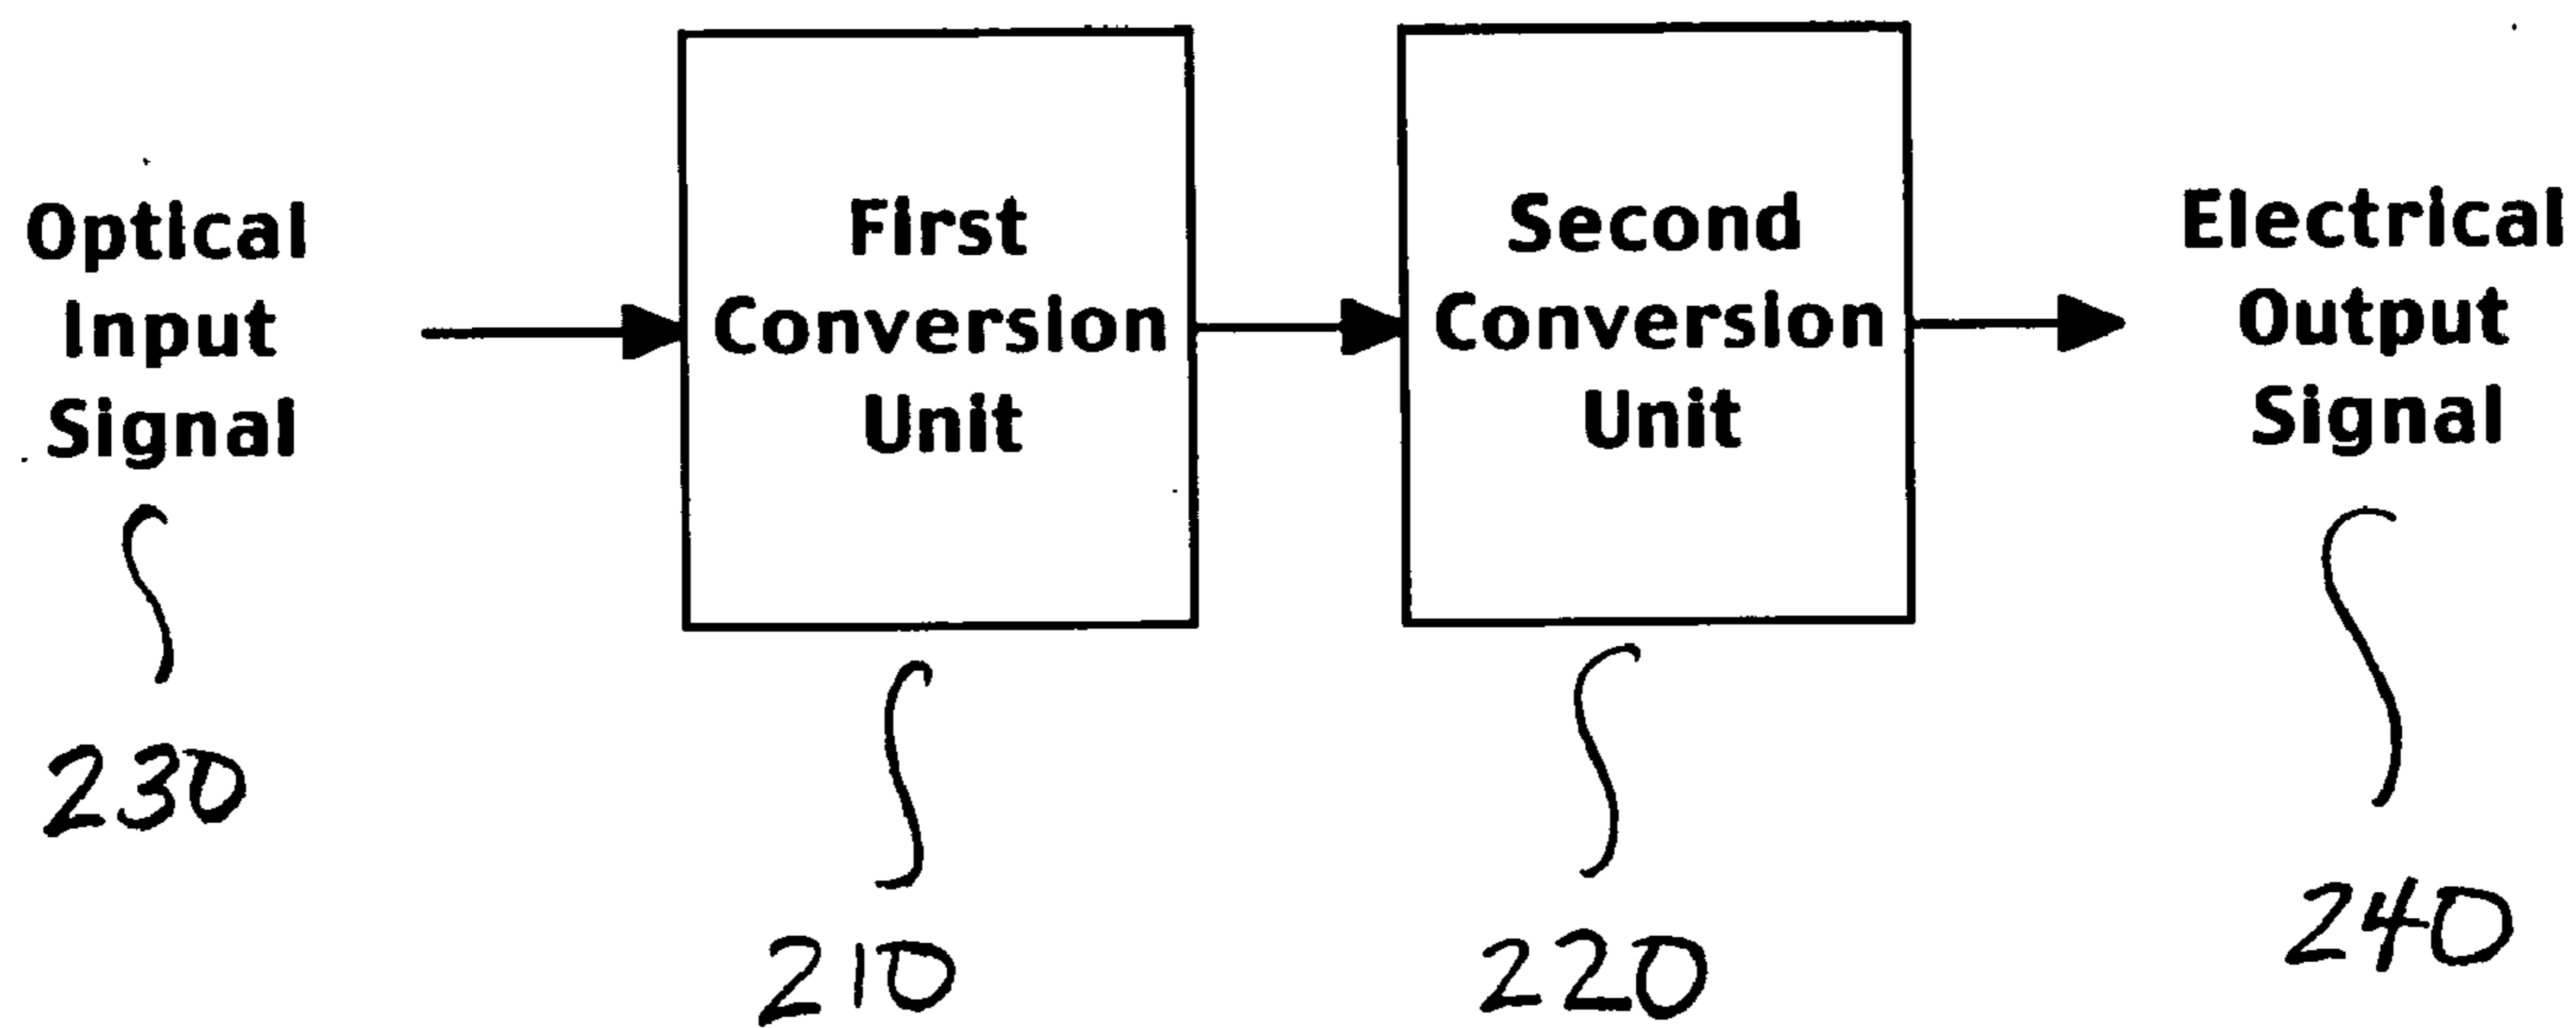 Optical
Input
Signal
First
Conversion
Unit
Second
Conversion
Unit
Electrical
Output
Signal
230
210
220
240